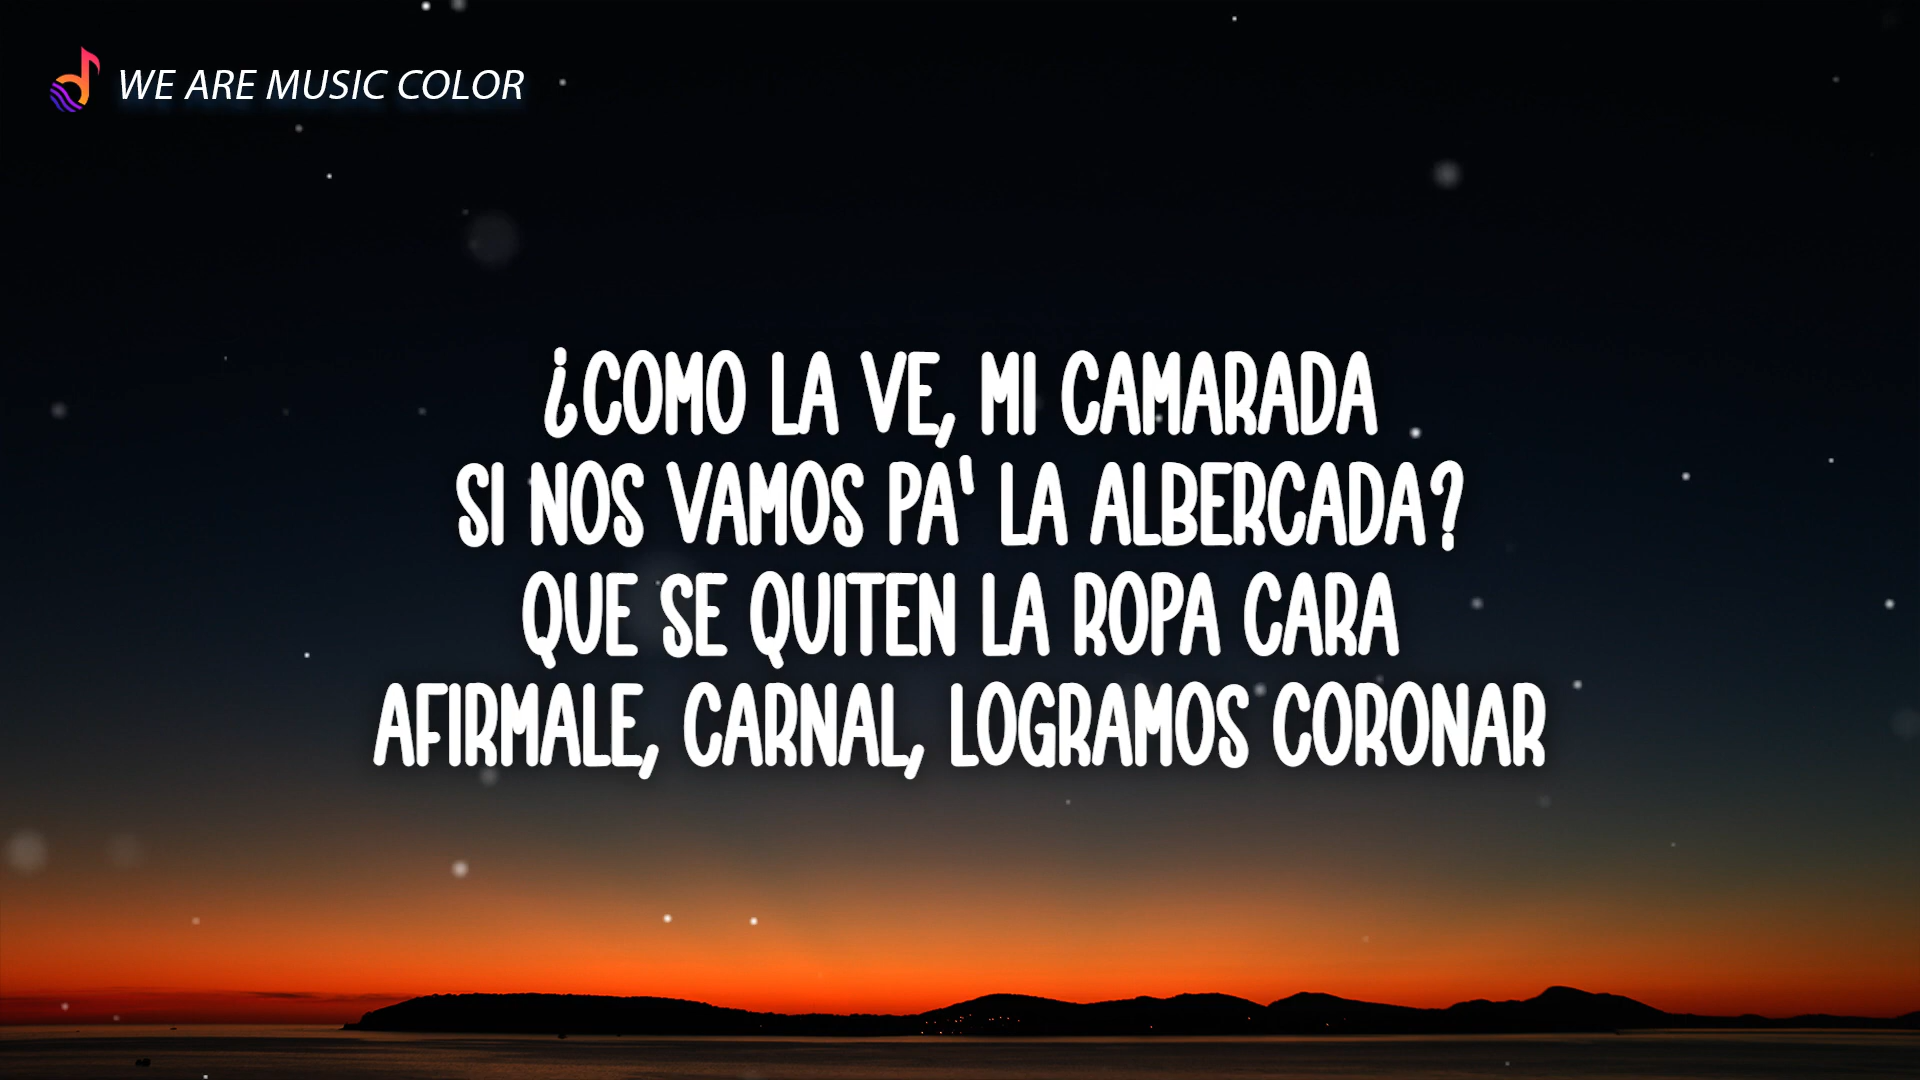 WE ARE MUSIC COLOR
¿COMO LA VE, MI CAMARADA
SI NOS VAMOS PA' LA ALBERCADA?
QUE SE QUITEN LA ROPA CARA
AFIRMALE, CARNAL, LOGRAMOS CORONAR